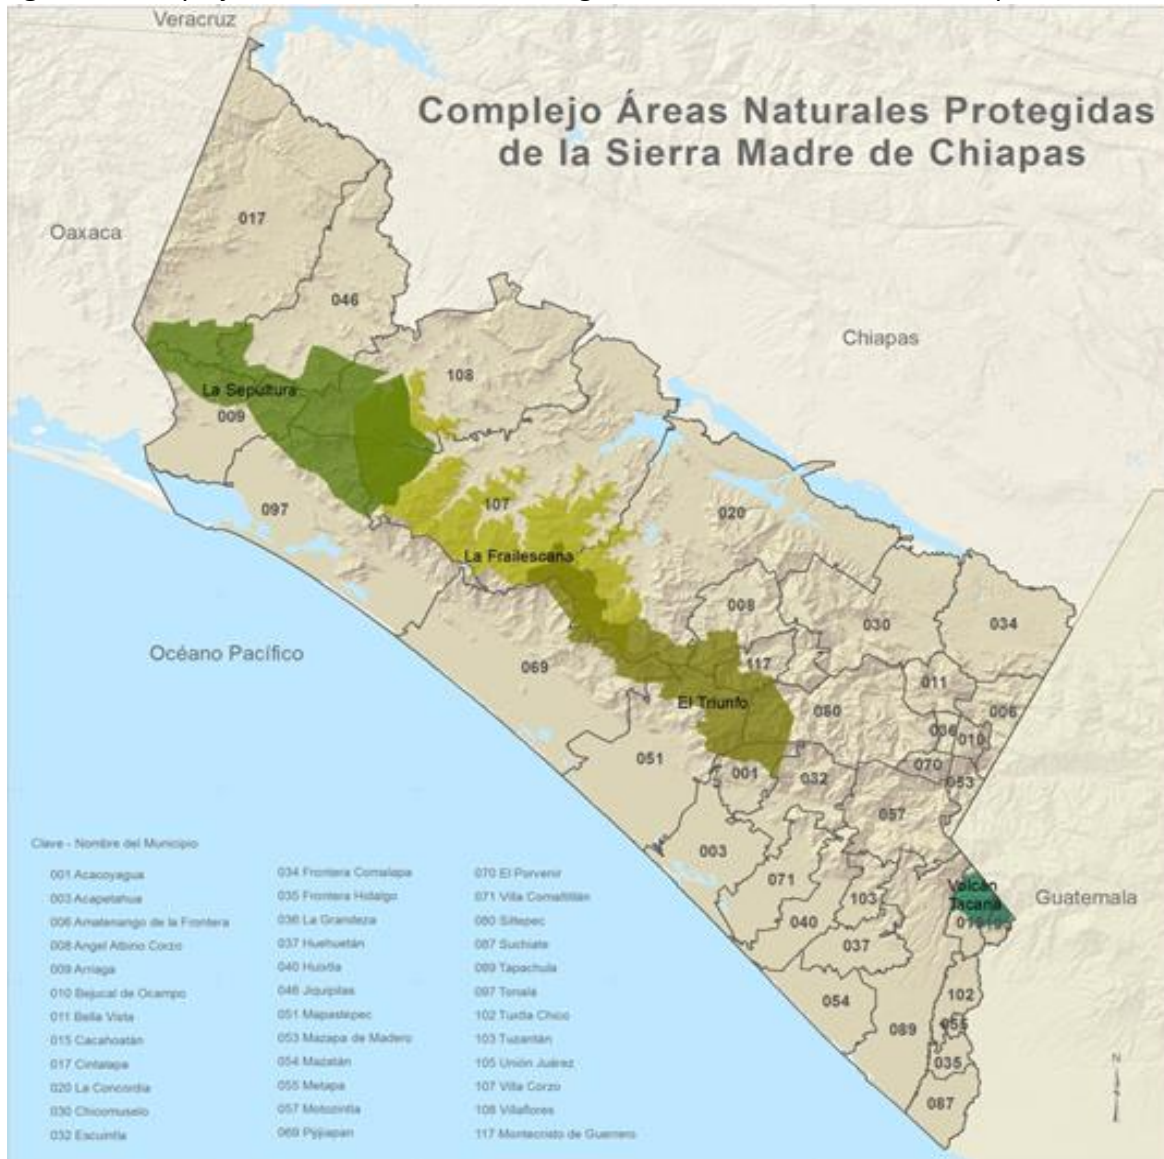 Veracruz
Complejo Áreas Naturales Protegidas
de la Sierra Madre de Chiapas
Oaxaca
017
046
Chiapas
108
La Sepultura
009
097
107
020
La Frailescana
008
030
034
Océano Pacífico
069
117
011
El Triunfo
080
006
036
010
051
001
032
070
053
057
003
071
103
Volcán
Tacaná
Guatemala
040
037
054
089
102
055
035
087
N
Clave - Nombre del Municipio
001 Acacoyagua
003 Acapetahua
006 Amatenango de la Frontera
008 Angel Albino Corzo
009 Arriaga
010 Bejucal de Ocampo
011 Bella Vista
015 Cacahoatán
017 Cintalapa
020 La Concordia
030 Chicomuselo
032 Escuintla
034 Frontera Comalapa
035 Frontera Hidalgo
036 La Grandeza
037 Huehuetán
040 Huixtla
046 Jiquipilas
051 Mapastepec
053 Mazapa de Madero
054 Mazatán
055 Metapa
057 Motozintla
069 Pijijiapan
070 El Porvenir
071 Villa Comaltitlán
080 Siltepec
087 Suchiate
089 Tapachula
097 Tonala
102 Tuxtla Chico
103 Tuzantán
105 Unión Juárez
107 Villa Corzo
108 Villaflores
117 Montecristo de Guerrero